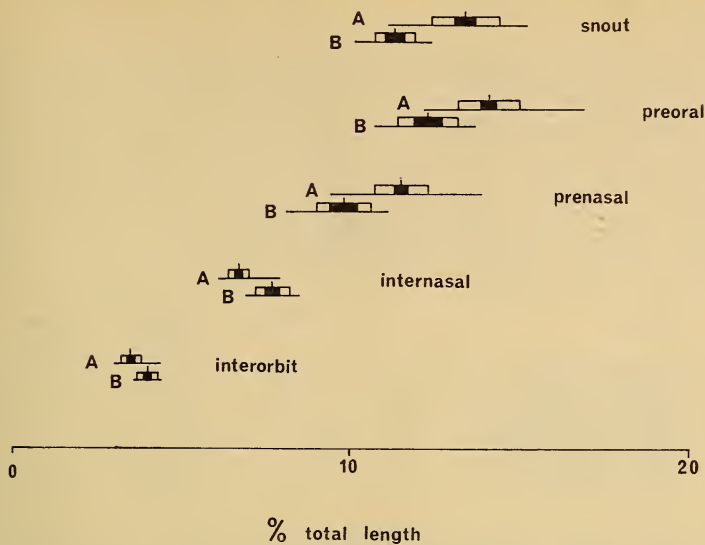 A
snout
B
A
preoral
B
A
prenasal
B
A
internasal
B
A
interorbit
B
0 10 20
% total length